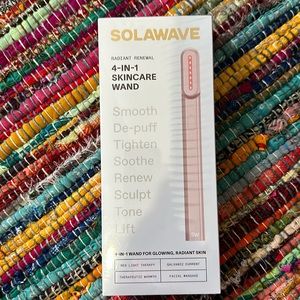 SOLAWAVE
RADIANT RENEWAL
4-IN-1
SKINCARE
WAND
Smooth
De-puff
Tighten
Soothe
Renew
Sculpt
Tone
Lift
4-IN-1 WAND FOR GLOWING, RADIANT SKIN
RED LIGHT THERAPY
GALVANIC CURRENT
THERAPEUTIC WARMTH
FACIAL MASSAGE